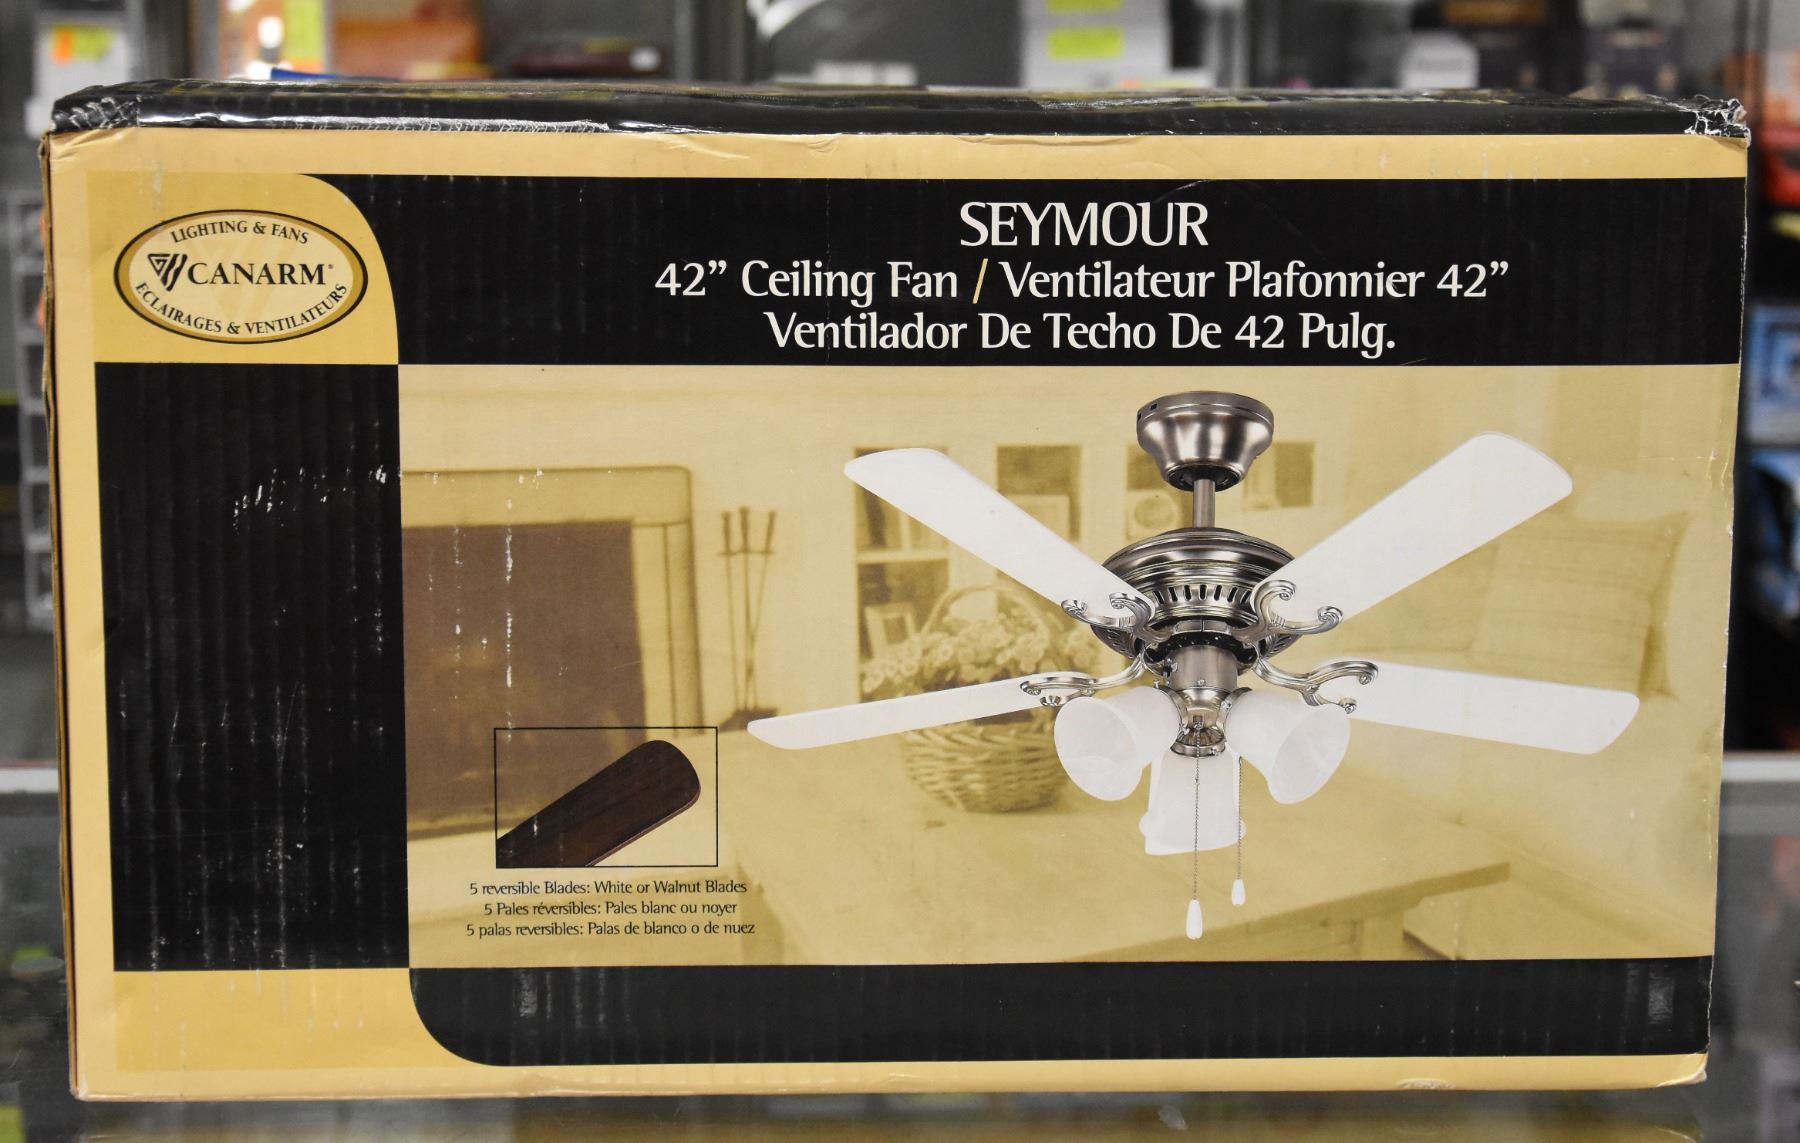 LIGHTING & FANS
CANARM®
ECLAIRAGES & VENTILATEURS
SEYMOUR
42” Ceiling Fan / Ventilateur Plafonnier 42”
Ventilador De Techo De 42 Pulg.
5 reversible Blades: White or Walnut Blades
5 Pales réversibles: Pales blanc ou noyer
5 palas reversibles: Palas de blanco o de nuez